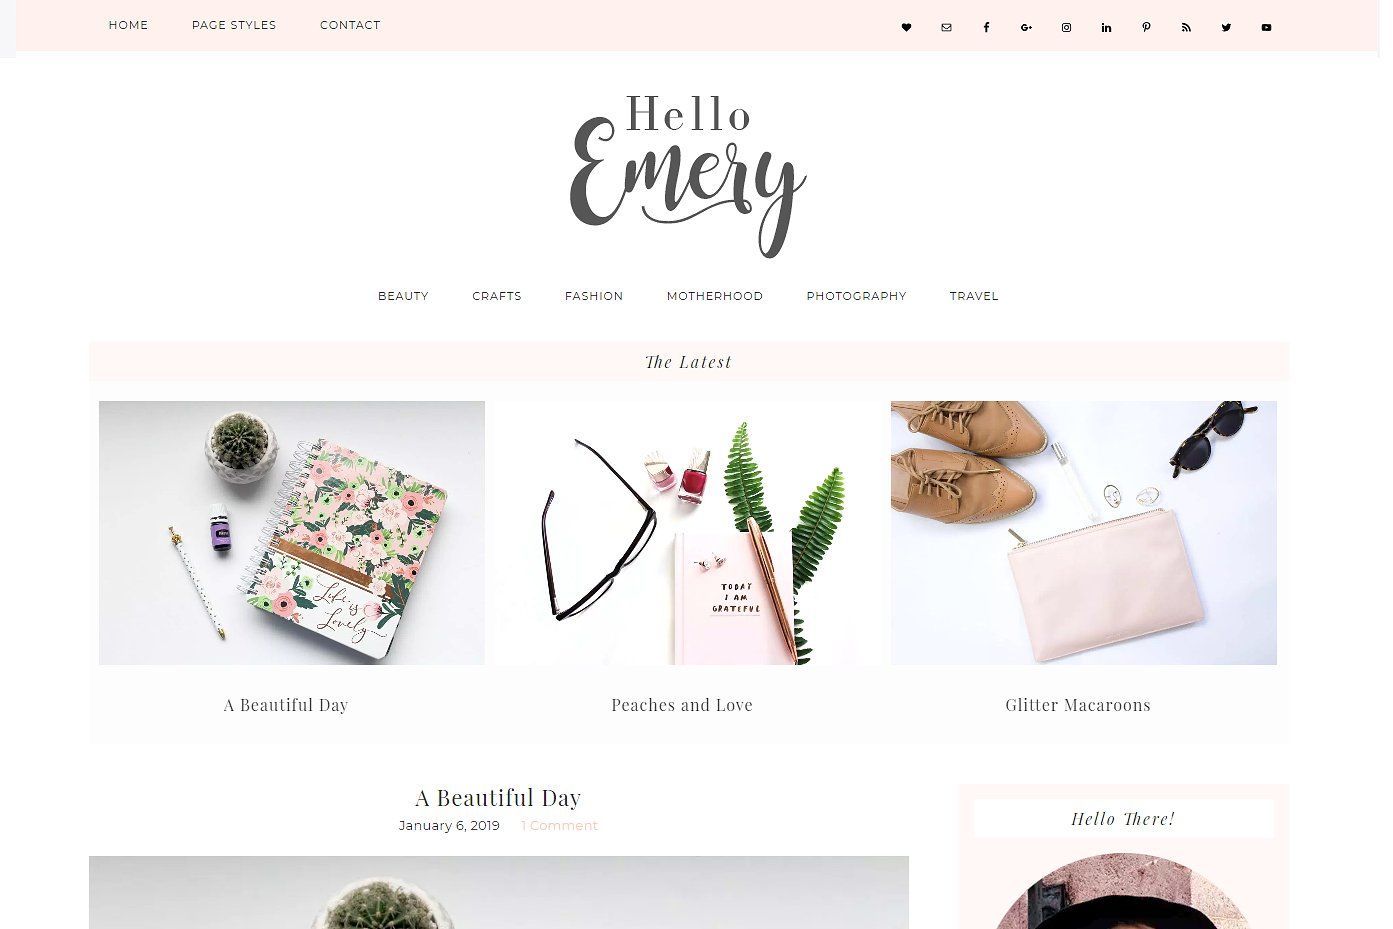 HOME PAGE STYLES CONTACT
Hello
Emery
BEAUTY CRAFTS FASHION MOTHERHOOD PHOTOGRAPHY TRAVEL
The Latest
Life
is
Lovely
TODAY
I AM
GRATEFUL
A Beautiful Day
Peaches and Love
Glitter Macaroons
A Beautiful Day
January 6, 2019 1 Comment
Hello There!